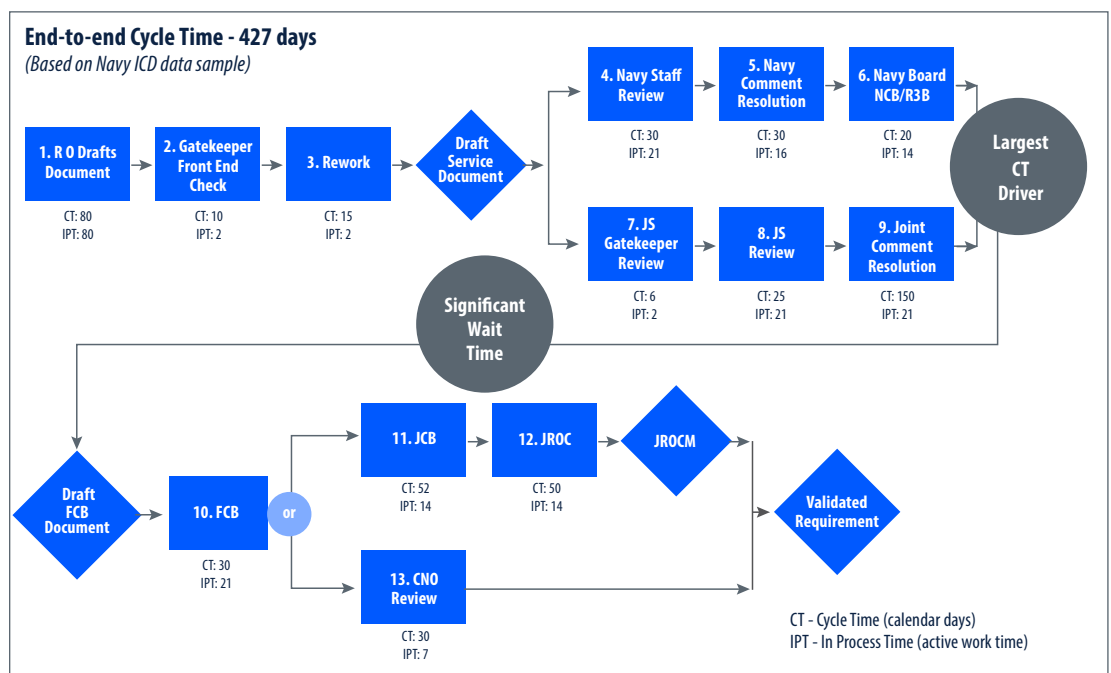 End-to-end Cycle Time - 427 days
(Based on Navy ICD data sample)
1. R O Drafts
Document
CT: 80
IPT: 80
2. Gatekeeper
Front End
Check
CT: 10
IPT: 2
3. Rework
CT: 15
IPT: 2
Draft
Service
Document
4. Navy Staff
Review
CT: 30
IPT: 21
5. Navy
Comment
Resolution
CT: 30
IPT: 16
6. Navy Board
NCB/R3B
CT: 20
IPT: 14
Largest
CT
Driver
7. JS
Gatekeeper
Review
CT: 6
IPT: 2
8. JS
Review
CT: 25
IPT: 21
9. Joint
Comment
Resolution
CT: 150
IPT: 21
Significant
Wait
Time
Draft
FCB
Document
10. FCB
CT: 30
IPT: 21
or
11. JCB
CT: 52
IPT: 14
12. JROC
CT: 50
IPT: 14
JROCM
13. CNO
Review
CT: 30
IPT: 7
Validated
Requirement
CT - Cycle Time (calendar days)
IPT - In Process Time (active work time)